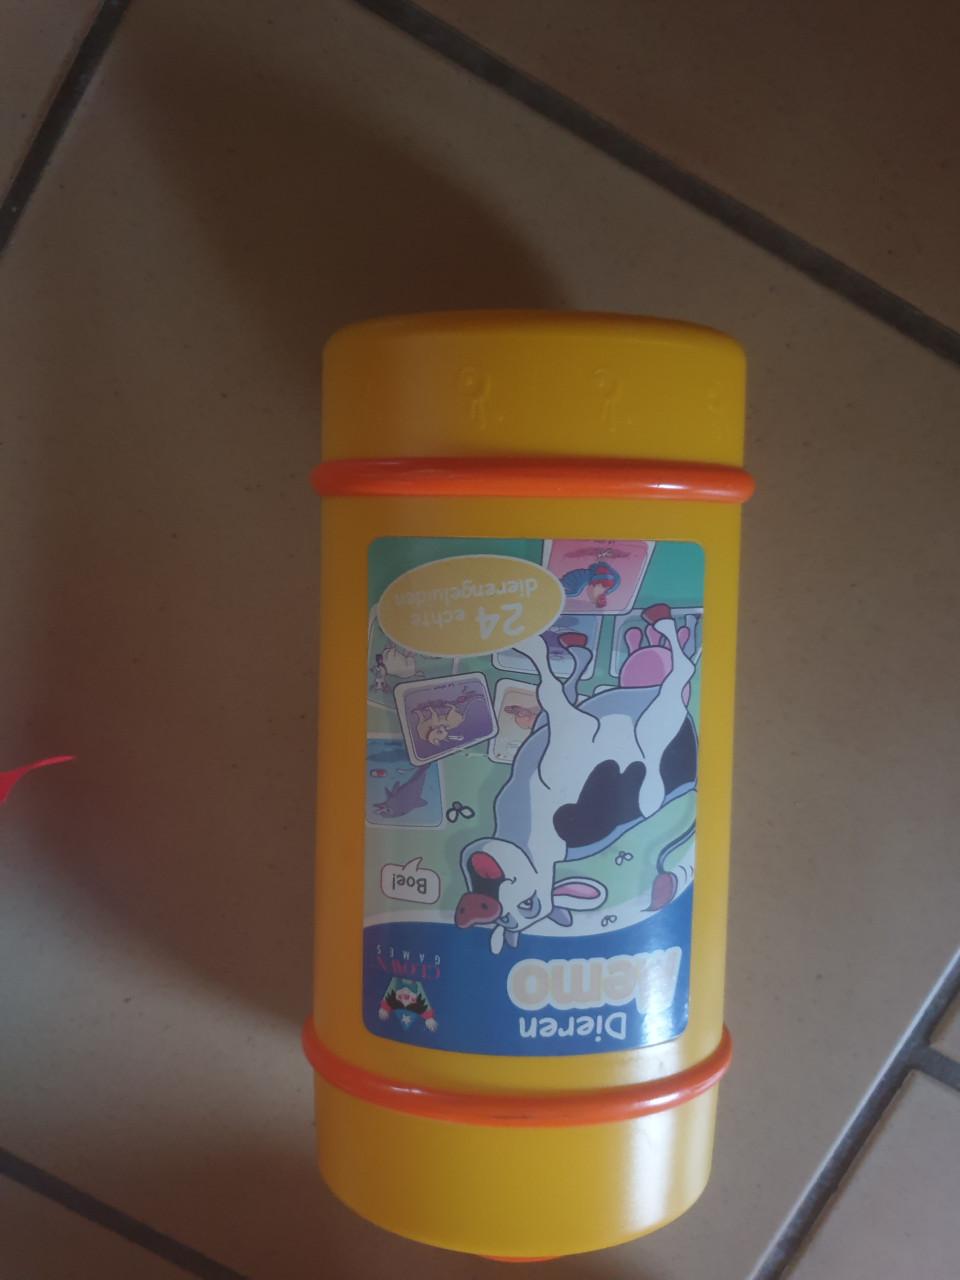 Dieren
Memo
CLOWN
GAMES
Boe!
24 echte
dierengeluiden